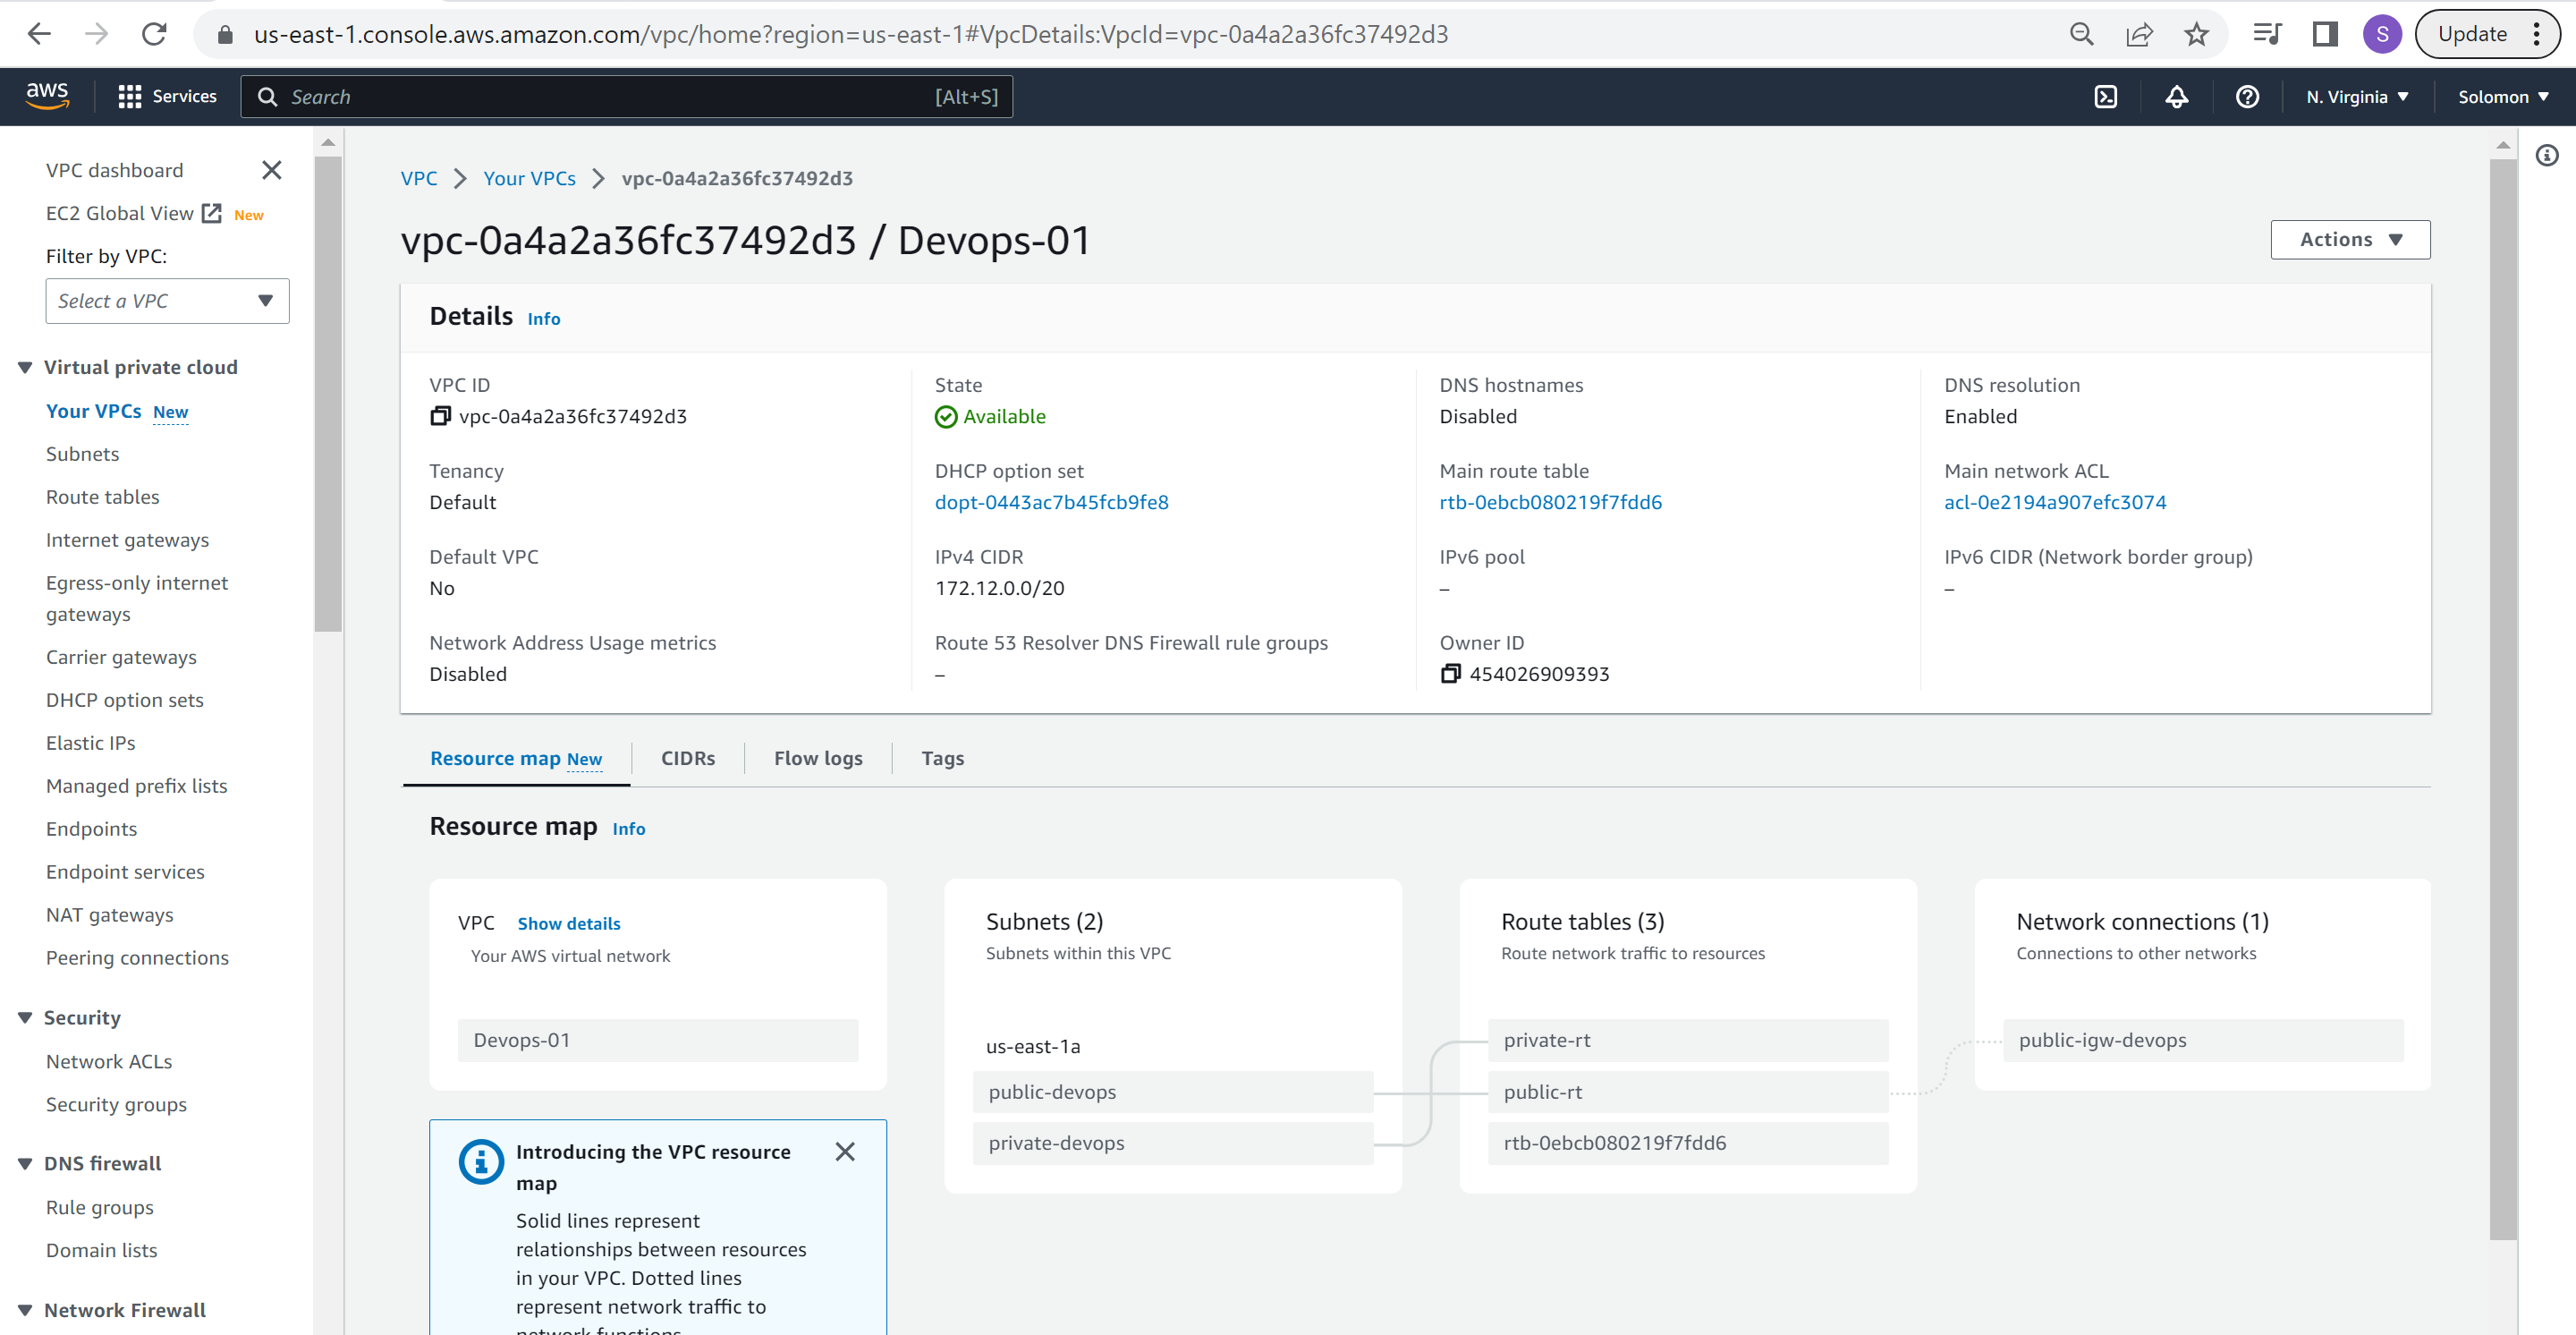 us-east-1.console.aws.amazon.com/vpc/home?region=us-east-1#VpcDetails:VpcId=vpc-0a4a2a36fc37492d3
S
Update
aws
Services
Search
[Alt+S]
N. Virginia
Solomon
VPC dashboard
EC2 Global View New
Filter by VPC:
Select a VPC
Virtual private cloud
Your VPCs New
Subnets
Route tables
Internet gateways
Egress-only internet
gateways
Carrier gateways
DHCP option sets
Elastic IPs
Managed prefix lists
Endpoints
Endpoint services
NAT gateways
Peering connections
Security
Network ACLs
Security groups
DNS firewall
Rule groups
Domain lists
Network Firewall
VPC
Your VPCs
vpc-0a4a2a36fc37492d3
vpc-0a4a2a36fc37492d3 / Devops-01
Actions
Details Info
VPC ID
vpc-0a4a2a36fc37492d3
State
Available
DNS hostnames
Disabled
DNS resolution
Enabled
Tenancy
Default
DHCP option set
dopt-0443ac7b45fcb9fe8
Main route table
rtb-0ebcb080219f7fdd6
Main network ACL
acl-0e2194a907efc3074
Default VPC
No
IPv4 CIDR
172.12.0.0/20
IPv6 pool
–
IPv6 CIDR (Network border group)
–
Network Address Usage metrics
Disabled
Route 53 Resolver DNS Firewall rule groups
–
Owner ID
454026909393
Resource map New
CIDRs
Flow logs
Tags
Resource map Info
VPC Show details
Your AWS virtual network
Devops-01
Subnets (2)
Subnets within this VPC
us-east-1a
public-devops
private-devops
Route tables (3)
Route network traffic to resources
private-rt
public-rt
rtb-0ebcb080219f7fdd6
Network connections (1)
Connections to other networks
public-igw-devops
Introducing the VPC resource
map
Solid lines represent
relationships between resources
in your VPC. Dotted lines
represent network traffic to
network functions.